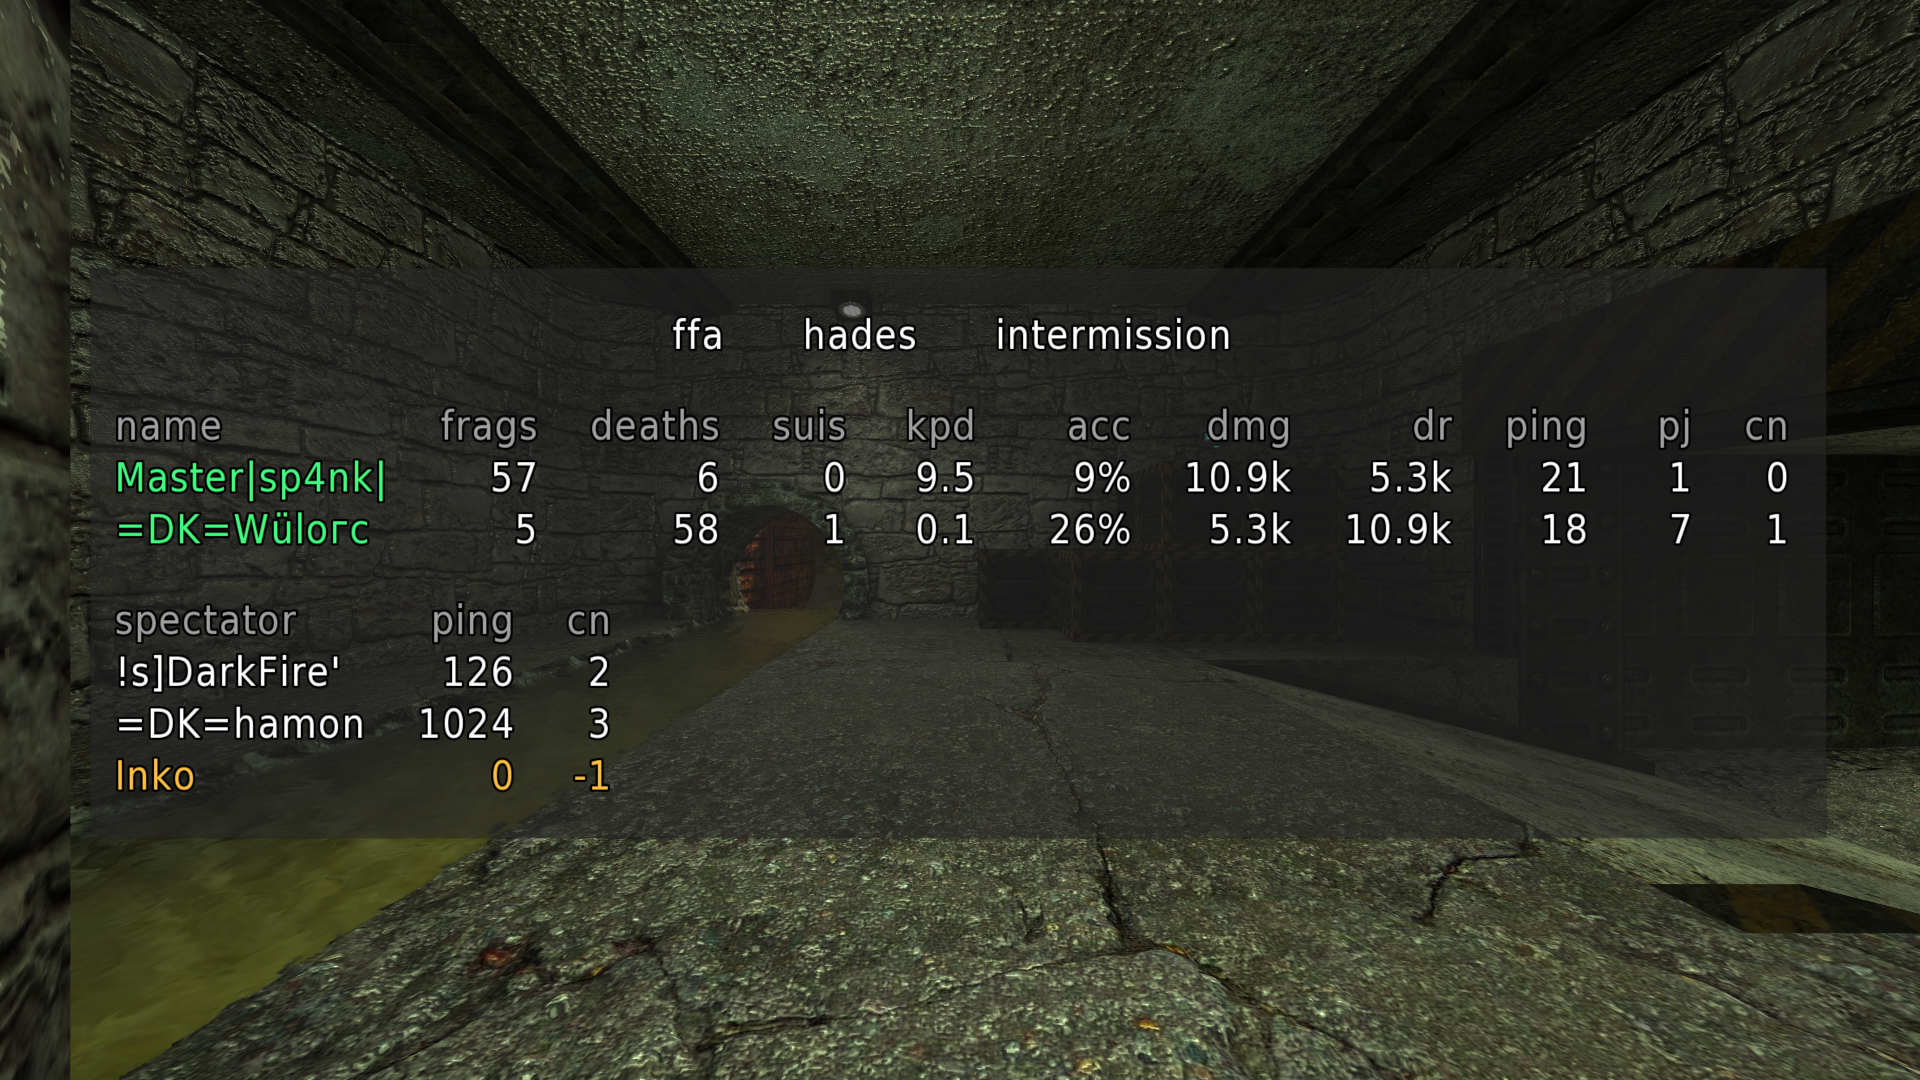 ffa hades intermission
name frags deaths suis kpd acc dmg dr ping pj cn
Master|sp4nk| 57 6 0 9.5 9% 10.9k 5.3k 21 1 0
=DK=Wülorc 5 58 1 0.1 26% 5.3k 10.9k 18 7 1
spectator ping cn
!s]DarkFire' 126 2
=DK=hamon 1024 3
Inko 0 -1